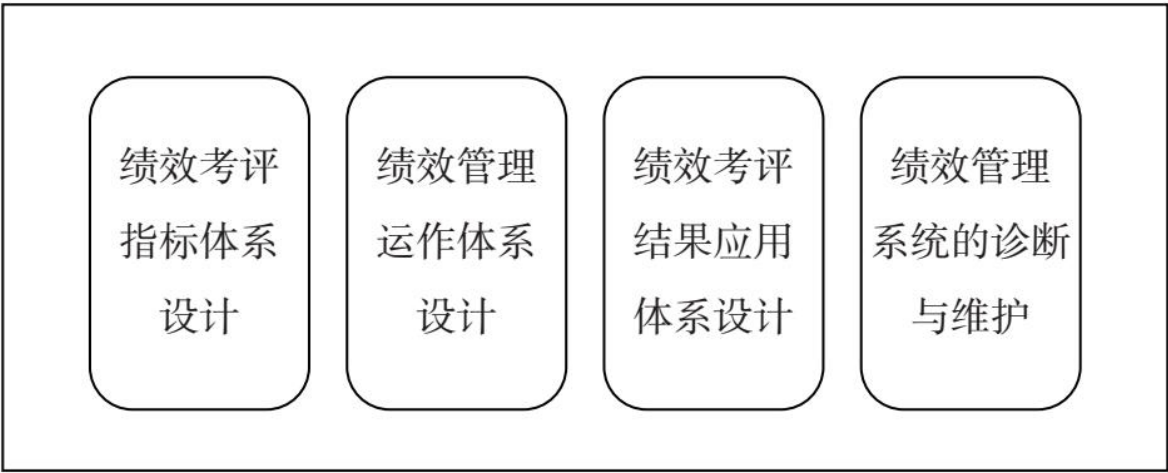 绩效考评
指标体系
设计
绩效管理
运作体系
设计
绩效考评
结果应用
体系设计
绩效管理
系统的诊断
与维护